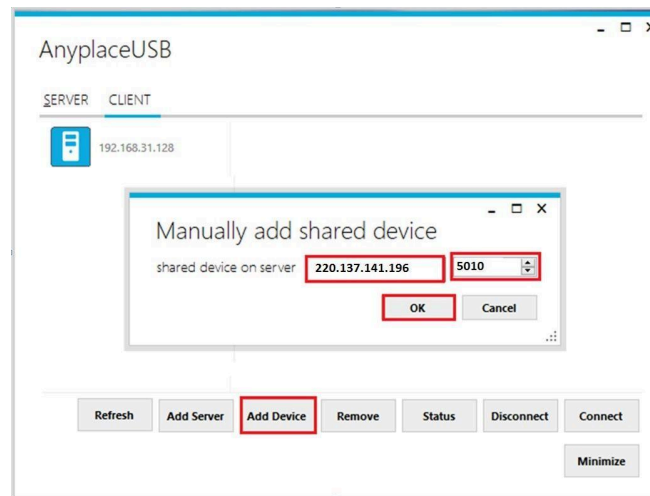 AnyplaceUSB
SERVER CLIENT
192.168.31.128
Manually add shared device
shared device on server 220.137.141.196 5010
OK Cancel
Refresh Add Server Add Device Remove Status Disconnect Connect
Minimize